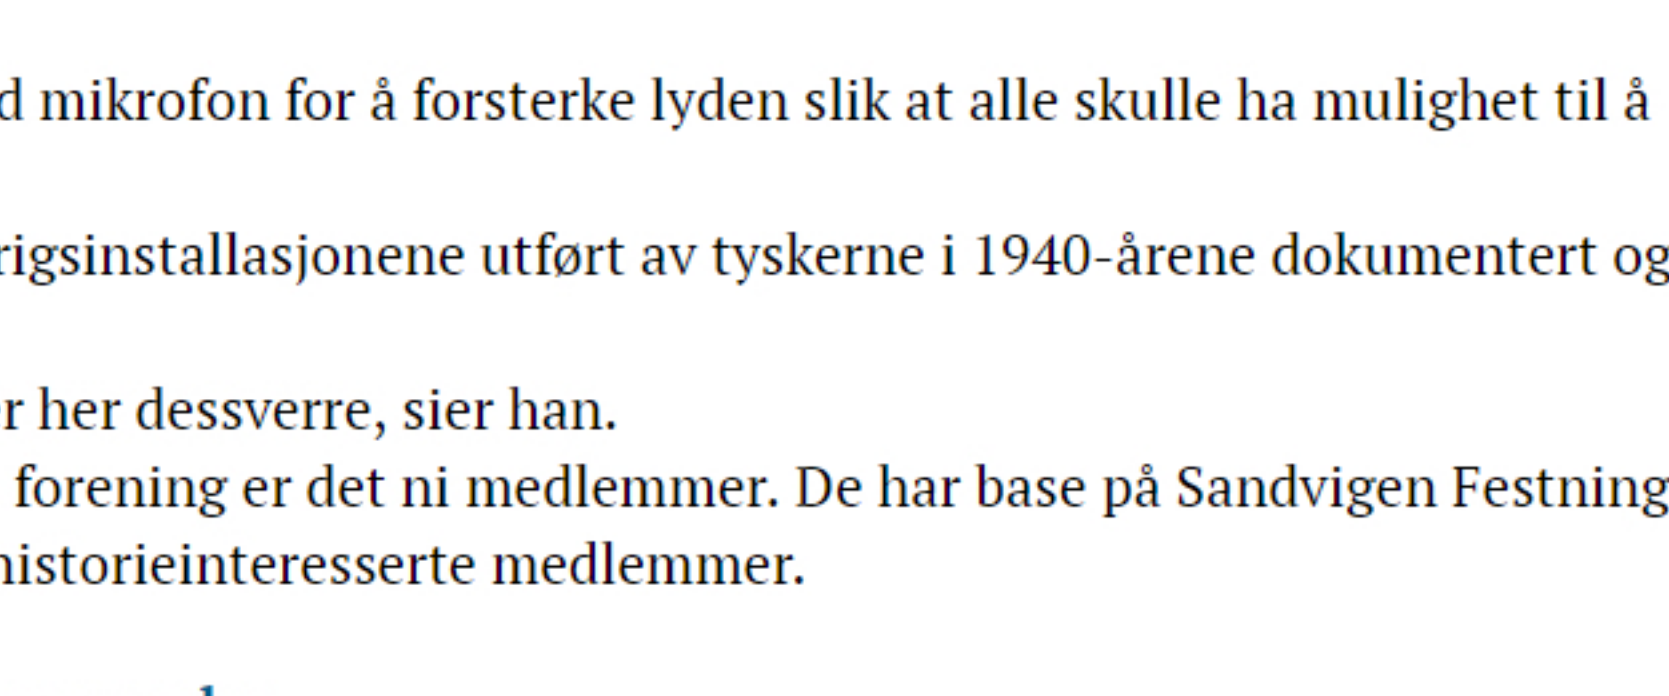 mikrofon for å forsterke lyden slik at alle skulle ha mulighet til å
rigsinstallasjonene utført av tyskerne i 1940-årene dokumentert og
her dessverre, sier han.
forening er det ni medlemmer. De har base på Sandvigen Festning
historieinteresserte medlemmer.